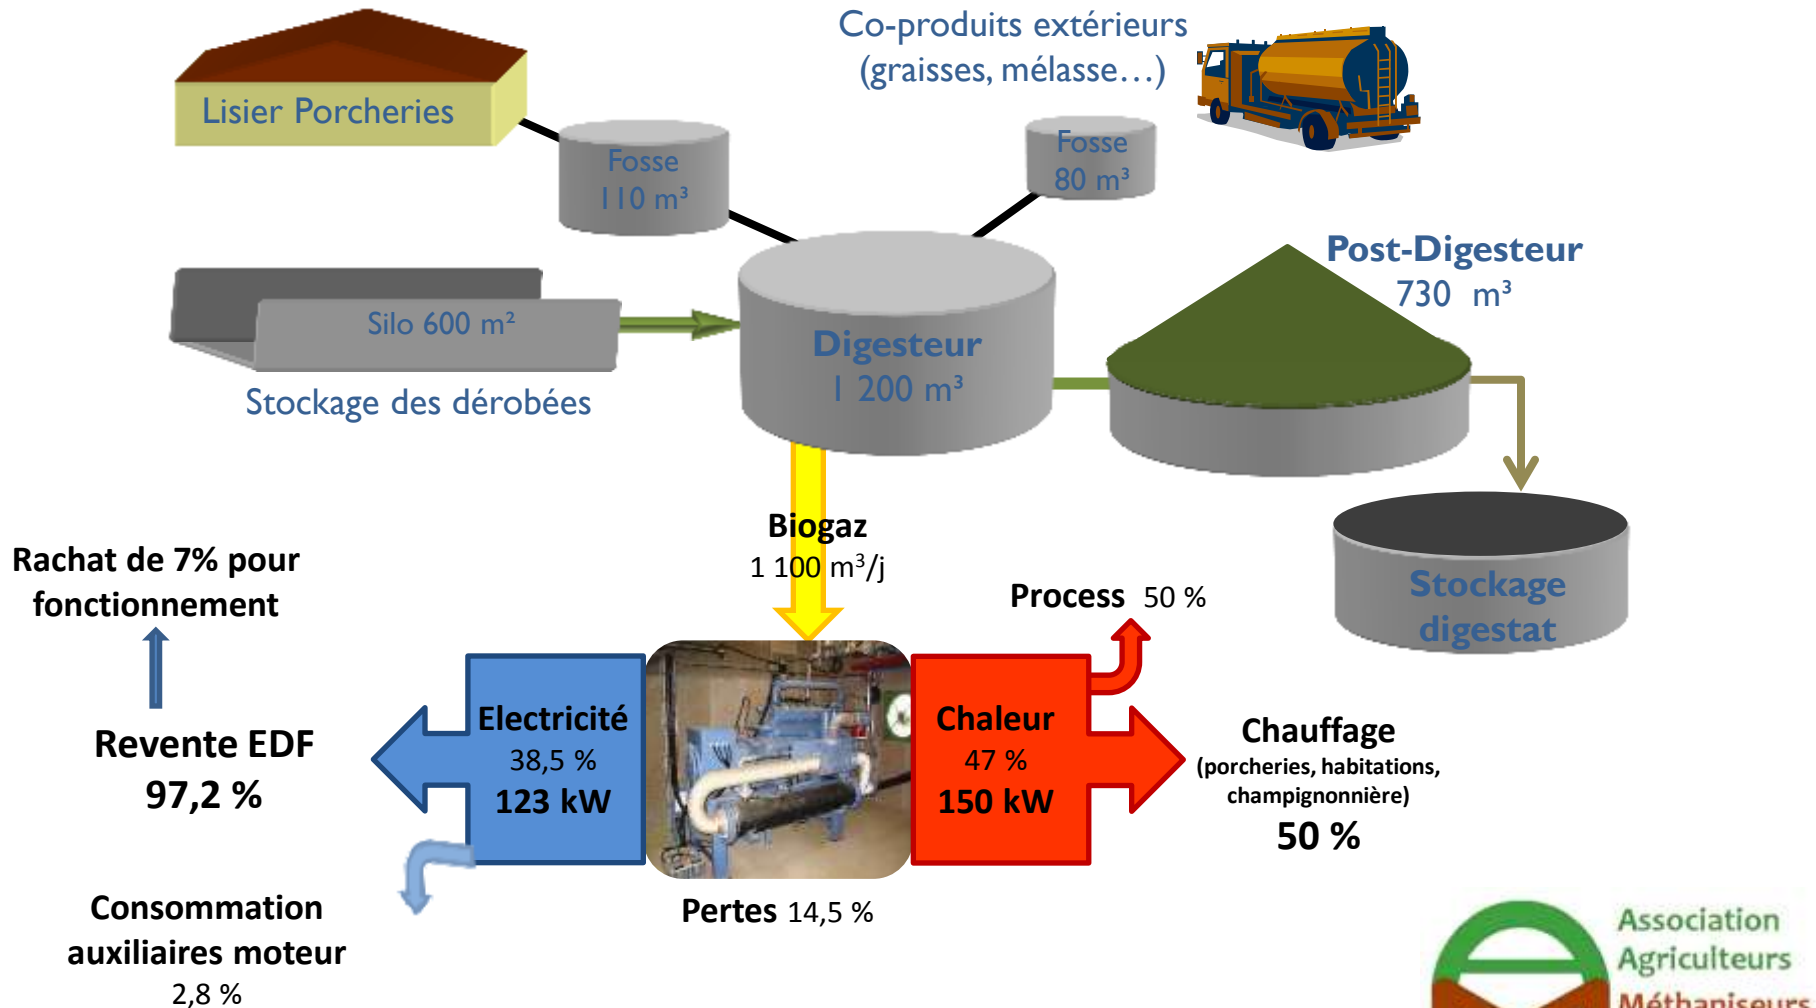 Co-produits extérieurs
(graisses, mélasse…)
Lisier Porcheries
Fosse
110 m³
Fosse
80 m³
Post-Digesteur
730 m³
Silo 600 m²
Digesteur
1 200 m³
Stockage des dérobées
Biogaz
1 100 m³/j
Rachat de 7% pour
fonctionnement
Process 50 %
Stockage
digestat
Electricité
38,5 %
123 kW
Chaleur
47 %
150 kW
Revente EDF
97,2 %
Chauffage
(porcheries, habitations,
champignonnière)
50 %
Pertes 14,5 %
Consommation
auxiliaires moteur
2,8 %
Association
Agriculteurs
Méthaniseurs